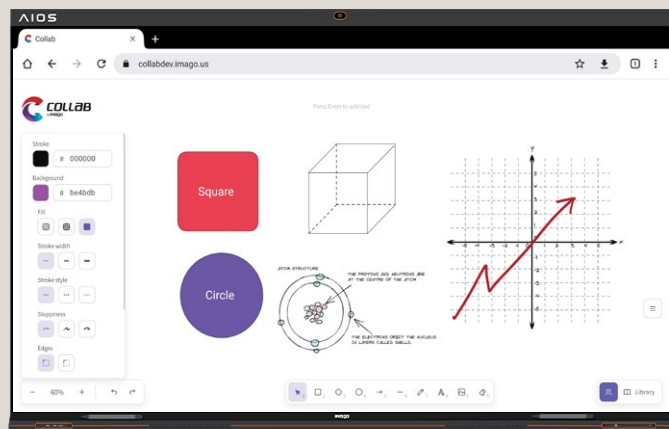 AIOS
Collab
collabdev.imago.us
COLLAB
Press Enter to add text
Stroke
# 000000
Background
# be4bdb
Fill
Stroke width
Stroke style
Sloppiness
Edges
Square
Circle
ATOM STRUCTURE
THE PROTONS AND NEUTRONS ARE
AT THE CENTRE OF THE ATOM
THE ELECTRONS ORBIT THE NUCLEUS
IN LAYERS CALLED SHELLS.
y
x
60%
A
Library
imago